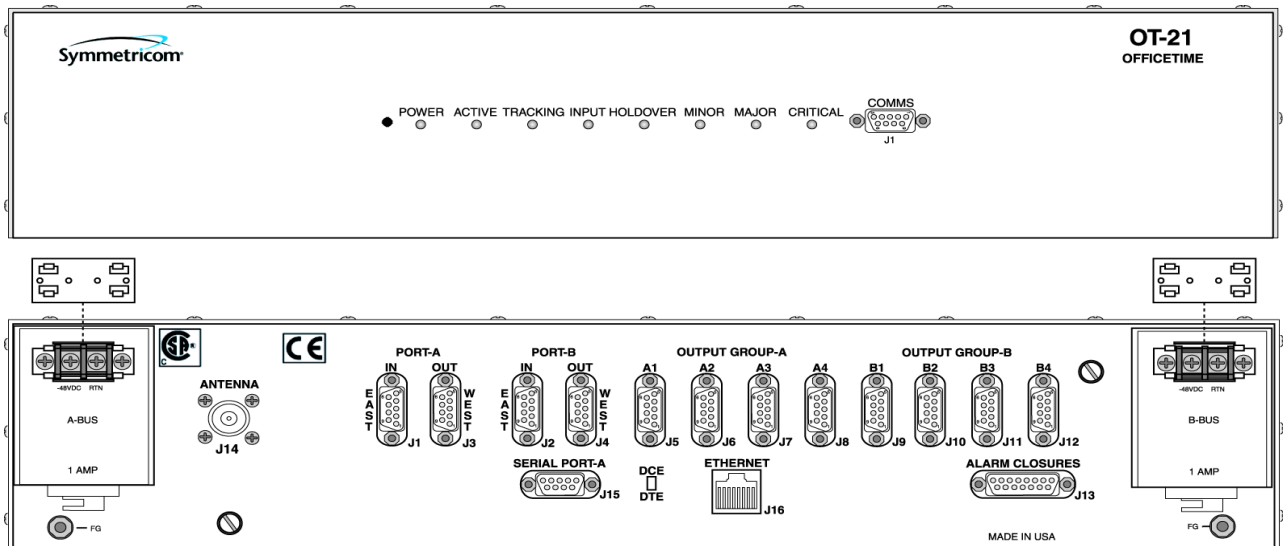 Symmetricom®
OT-21
OFFICETIME
POWER ACTIVE TRACKING INPUT HOLDOVER MINOR MAJOR CRITICAL COMMS
J1
C SA ®
CE
PORT-A PORT-B OUTPUT GROUP-A OUTPUT GROUP-B
IN OUT IN OUT A1 A2 A3 A4 B1 B2 B3 B4
-48VDC RTN
A-BUS
1 AMP
FG
ANTENNA
J14
EAST J1 WEST J3 EAST J2 WEST J4 J5 J6 J7 J8 J9 J10 J11 J12
SERIAL PORT-A
J15
DCE
DTE
ETHERNET
J16
ALARM CLOSURES
J13
-48VDC RTN
B-BUS
1 AMP
FG
MADE IN USA